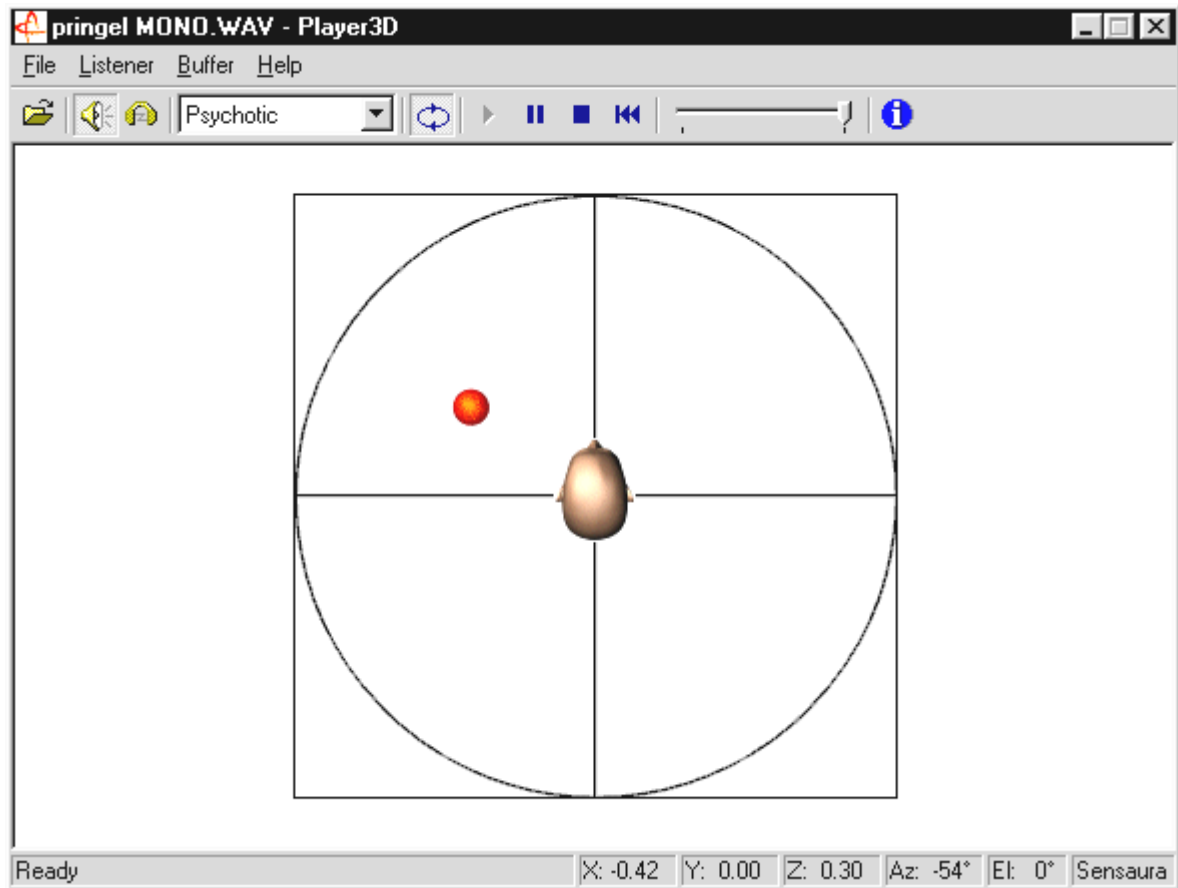 pringel MONO.WAV - Player3D
File Listener Buffer Help
Psychotic
Ready X: -0.42 Y: 0.00 Z: 0.30 Az: -54° El: 0° Sensaura